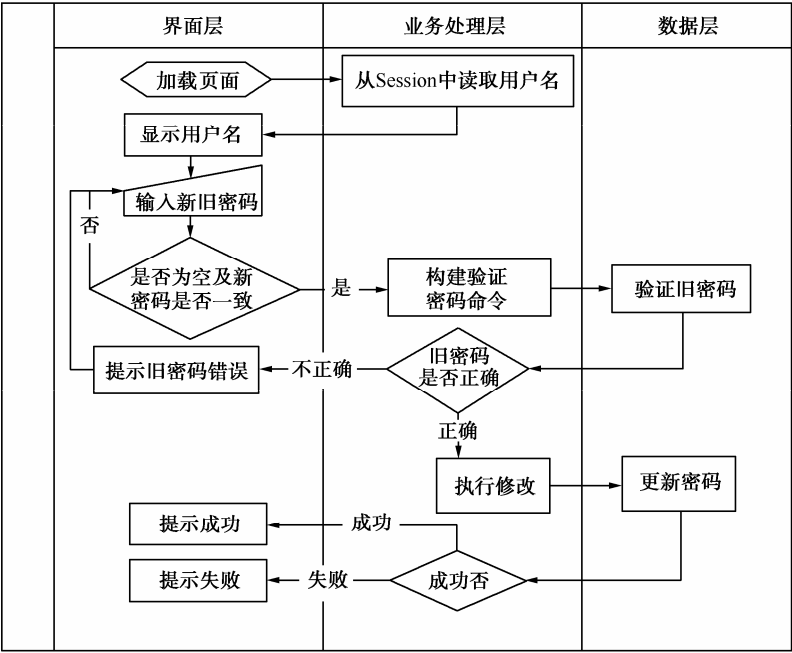 界面层
业务处理层
数据层
加载页面
从Session中读取用户名
显示用户名
输入新旧密码
否
是否为空及新
密码是否一致
是
构建验证
密码命令
验证旧密码
提示旧密码错误
不正确
旧密码
是否正确
正确
执行修改
更新密码
提示成功
成功
提示失败
失败
成功否